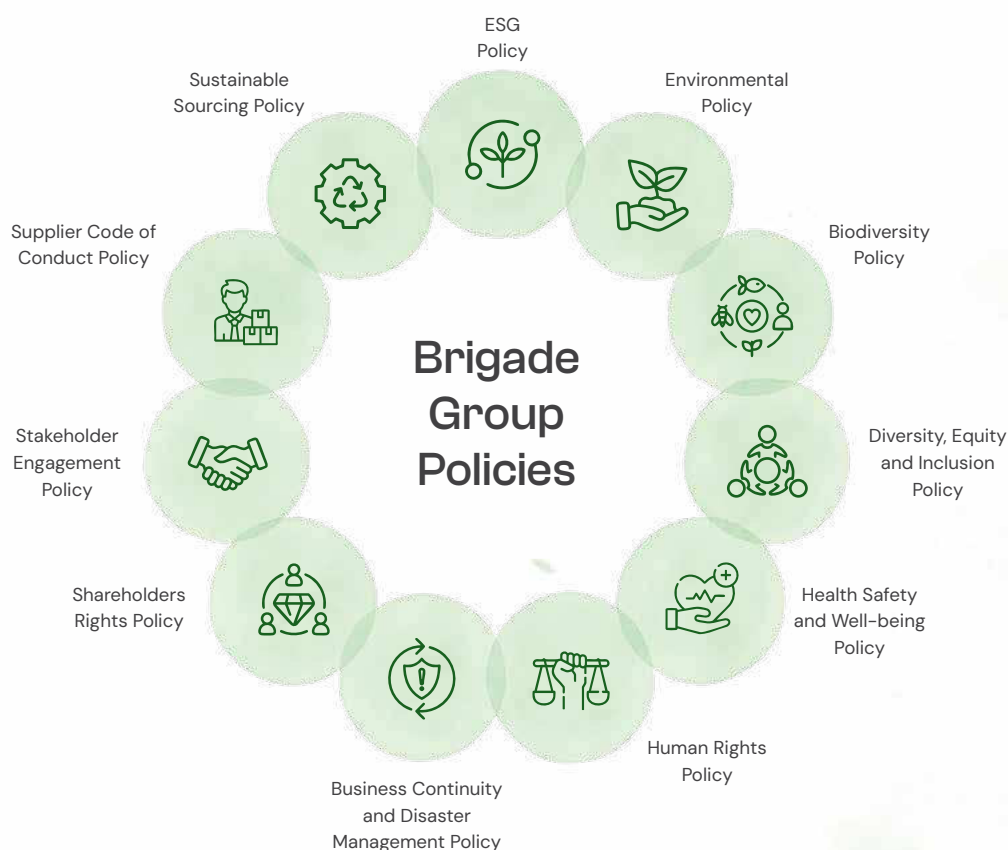 ESG
Policy
Environmental
Policy
Biodiversity
Policy
Diversity, Equity
and Inclusion
Policy
Health Safety
and Well-being
Policy
Human Rights
Policy
Business Continuity
and Disaster
Management Policy
Shareholders
Rights Policy
Stakeholder
Engagement
Policy
Supplier Code of
Conduct Policy
Sustainable
Sourcing Policy
Brigade
Group
Policies